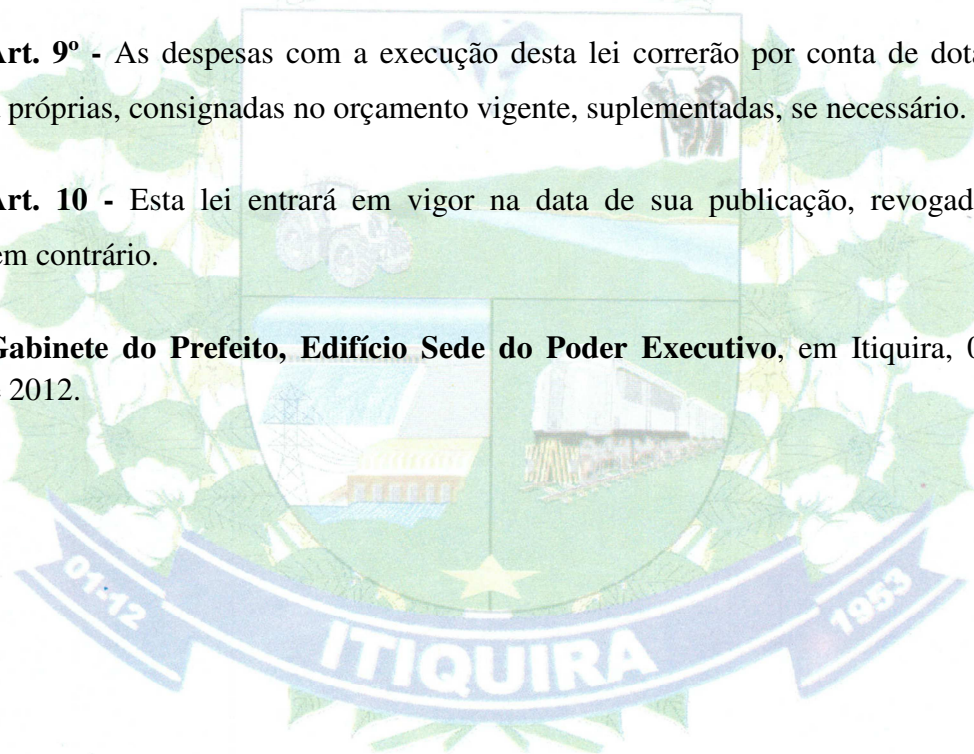 Art. 9º - As despesas com a execução desta lei correrão por conta de
próprias, consignadas no orçamento vigente, suplementadas, se necessário.
Art. 10 - Esta lei entrará em vigor na data de sua publicação,
em contrário.
Gabinete do Prefeito, Edifício Sede do Poder Executivo, em Itiquira,
2012.
01-12
ITIQUIRA
1953